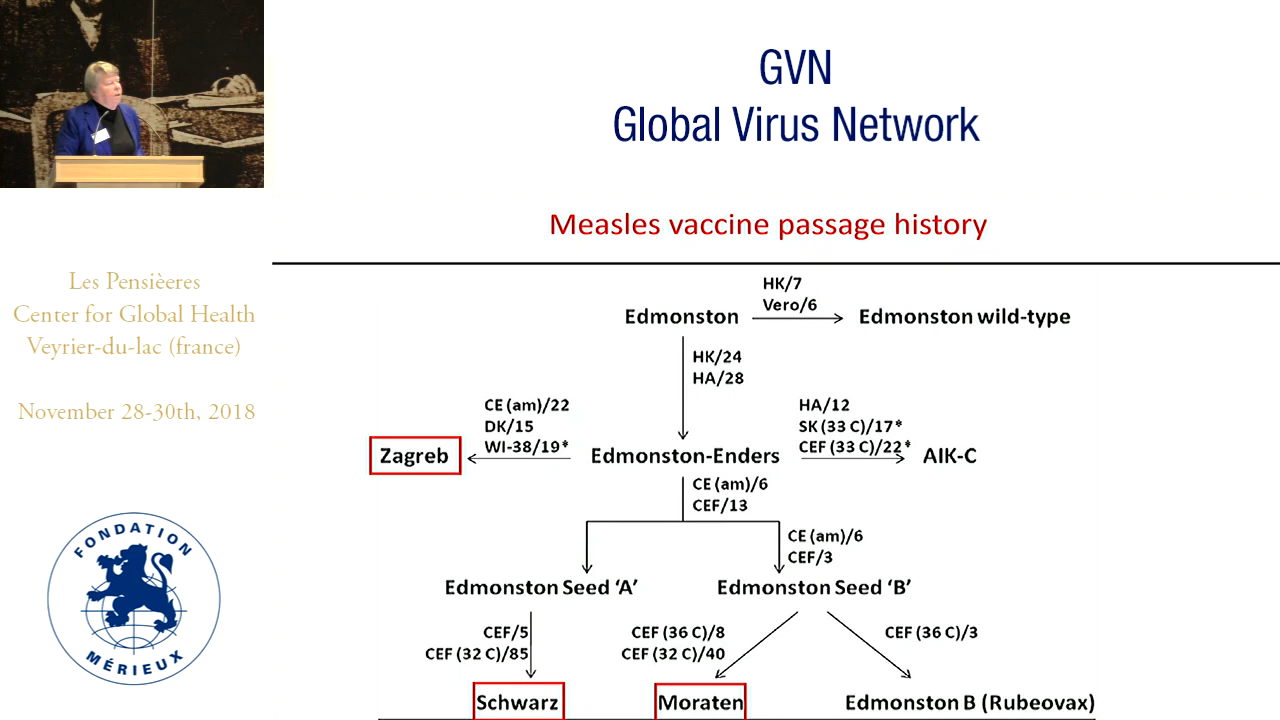 GVN
Global Virus Network
Measles vaccine passage history
Les Pensièeres
Center for Global Health
Veyrier-du-lac (france)
November 28-30th, 2018
FONDATION
MÉRIEUX
HK/7
Vero/6
Edmonston
Edmonston wild-type
HK/24
HA/28
CE (am)/22
DK/15
WI-38/19*
HA/12
SK (33 C)/17*
CEF (33 C)/22*
Zagreb
Edmonston-Enders
AIK-C
CE (am)/6
CEF/13
CE (am)/6
CEF/3
Edmonston Seed ‘A’
Edmonston Seed ‘B’
CEF/5
CEF (32 C)/85
CEF (36 C)/8
CEF (32 C)/40
CEF (36 C)/3
Schwarz
Moraten
Edmonston B (Rubeovax)